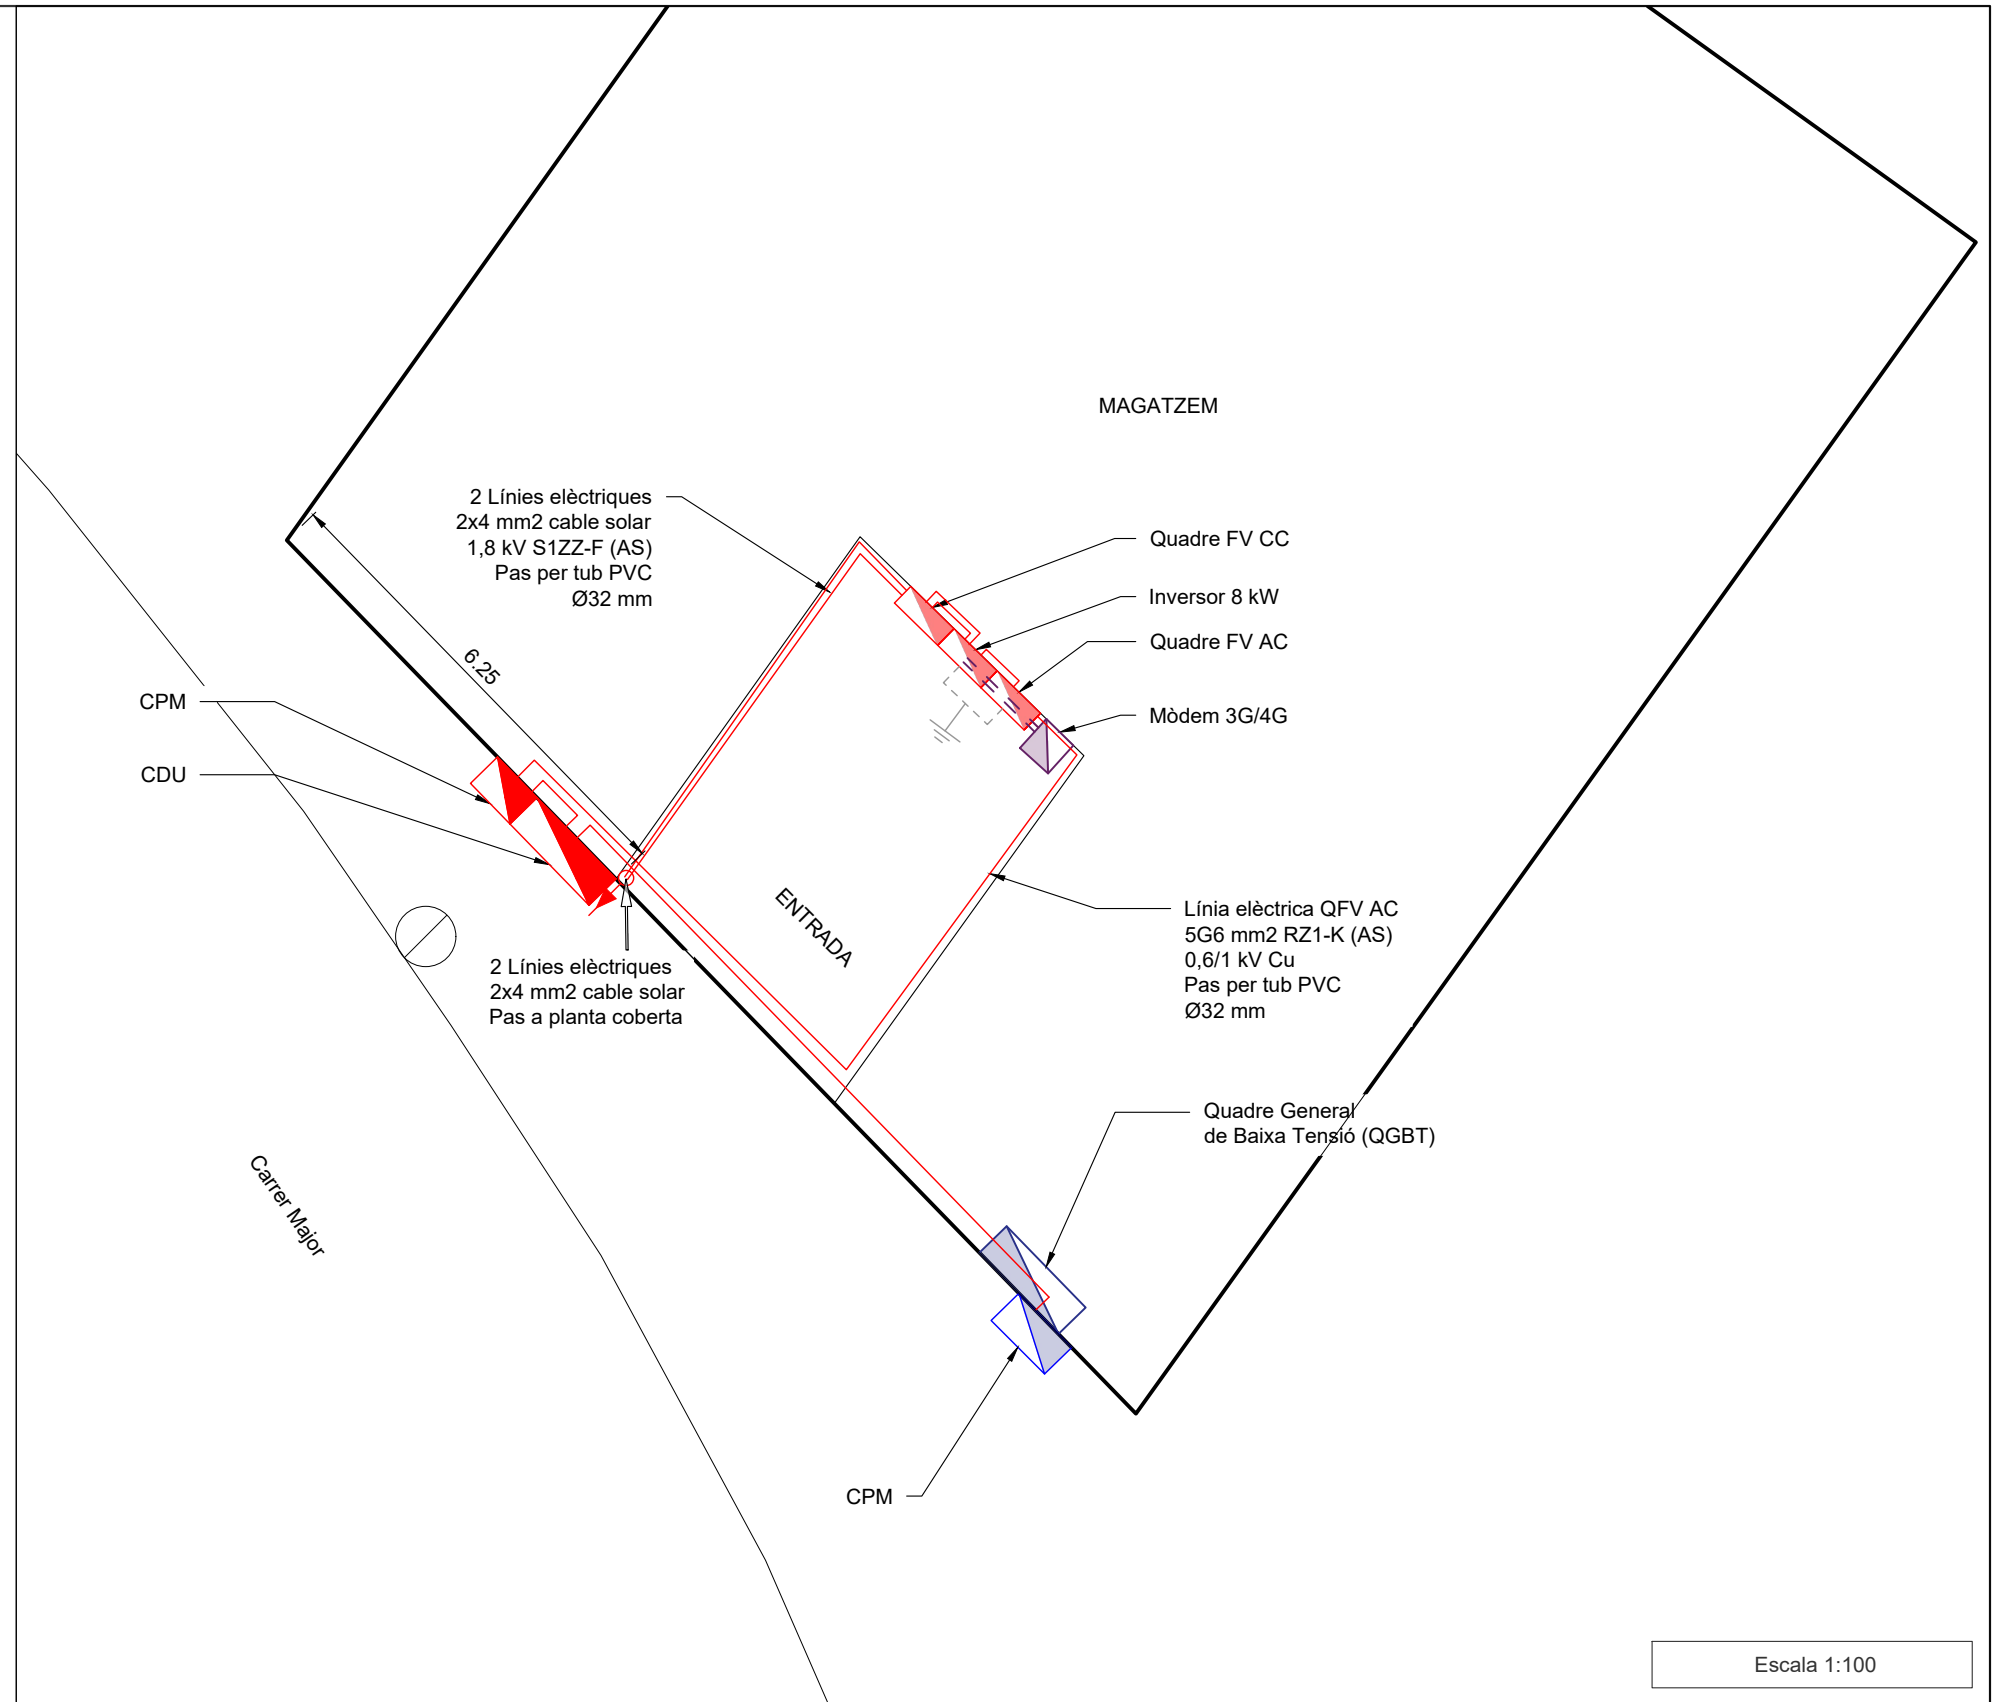 MAGATZEM
2 Línies elèctriques
2x4 mm2 cable solar
1,8 kV S1ZZ-F (AS)
Pas per tub PVC
Ø32 mm
Quadre FV CC
Inversor 8 kW
Quadre FV AC
Mòdem 3G/4G
6.25
CPM
CDU
ENTRADA
2 Línies elèctriques
2x4 mm2 cable solar
Pas a planta coberta
Línia elèctrica QFV AC
5G6 mm2 RZ1-K (AS)
0,6/1 kV Cu
Pas per tub PVC
Ø32 mm
Quadre General
de Baixa Tensió (QGBT)
Carrer Major
CPM
Escala 1:100